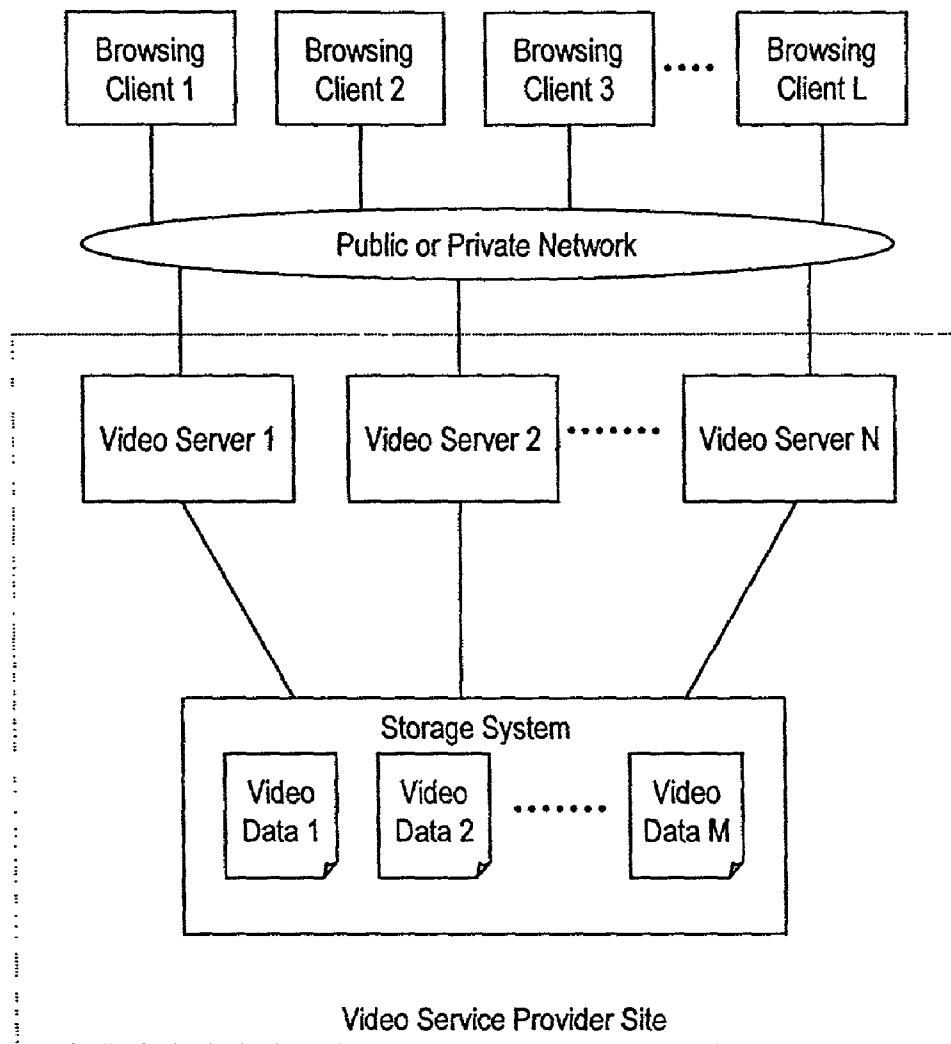 Browsing Client 1
Browsing Client 2
Browsing Client 3
Browsing Client L
Public or Private Network
Video Server 1
Video Server 2
Video Server N
Storage System
Video Data 1
Video Data 2
Video Data M
Video Service Provider Site